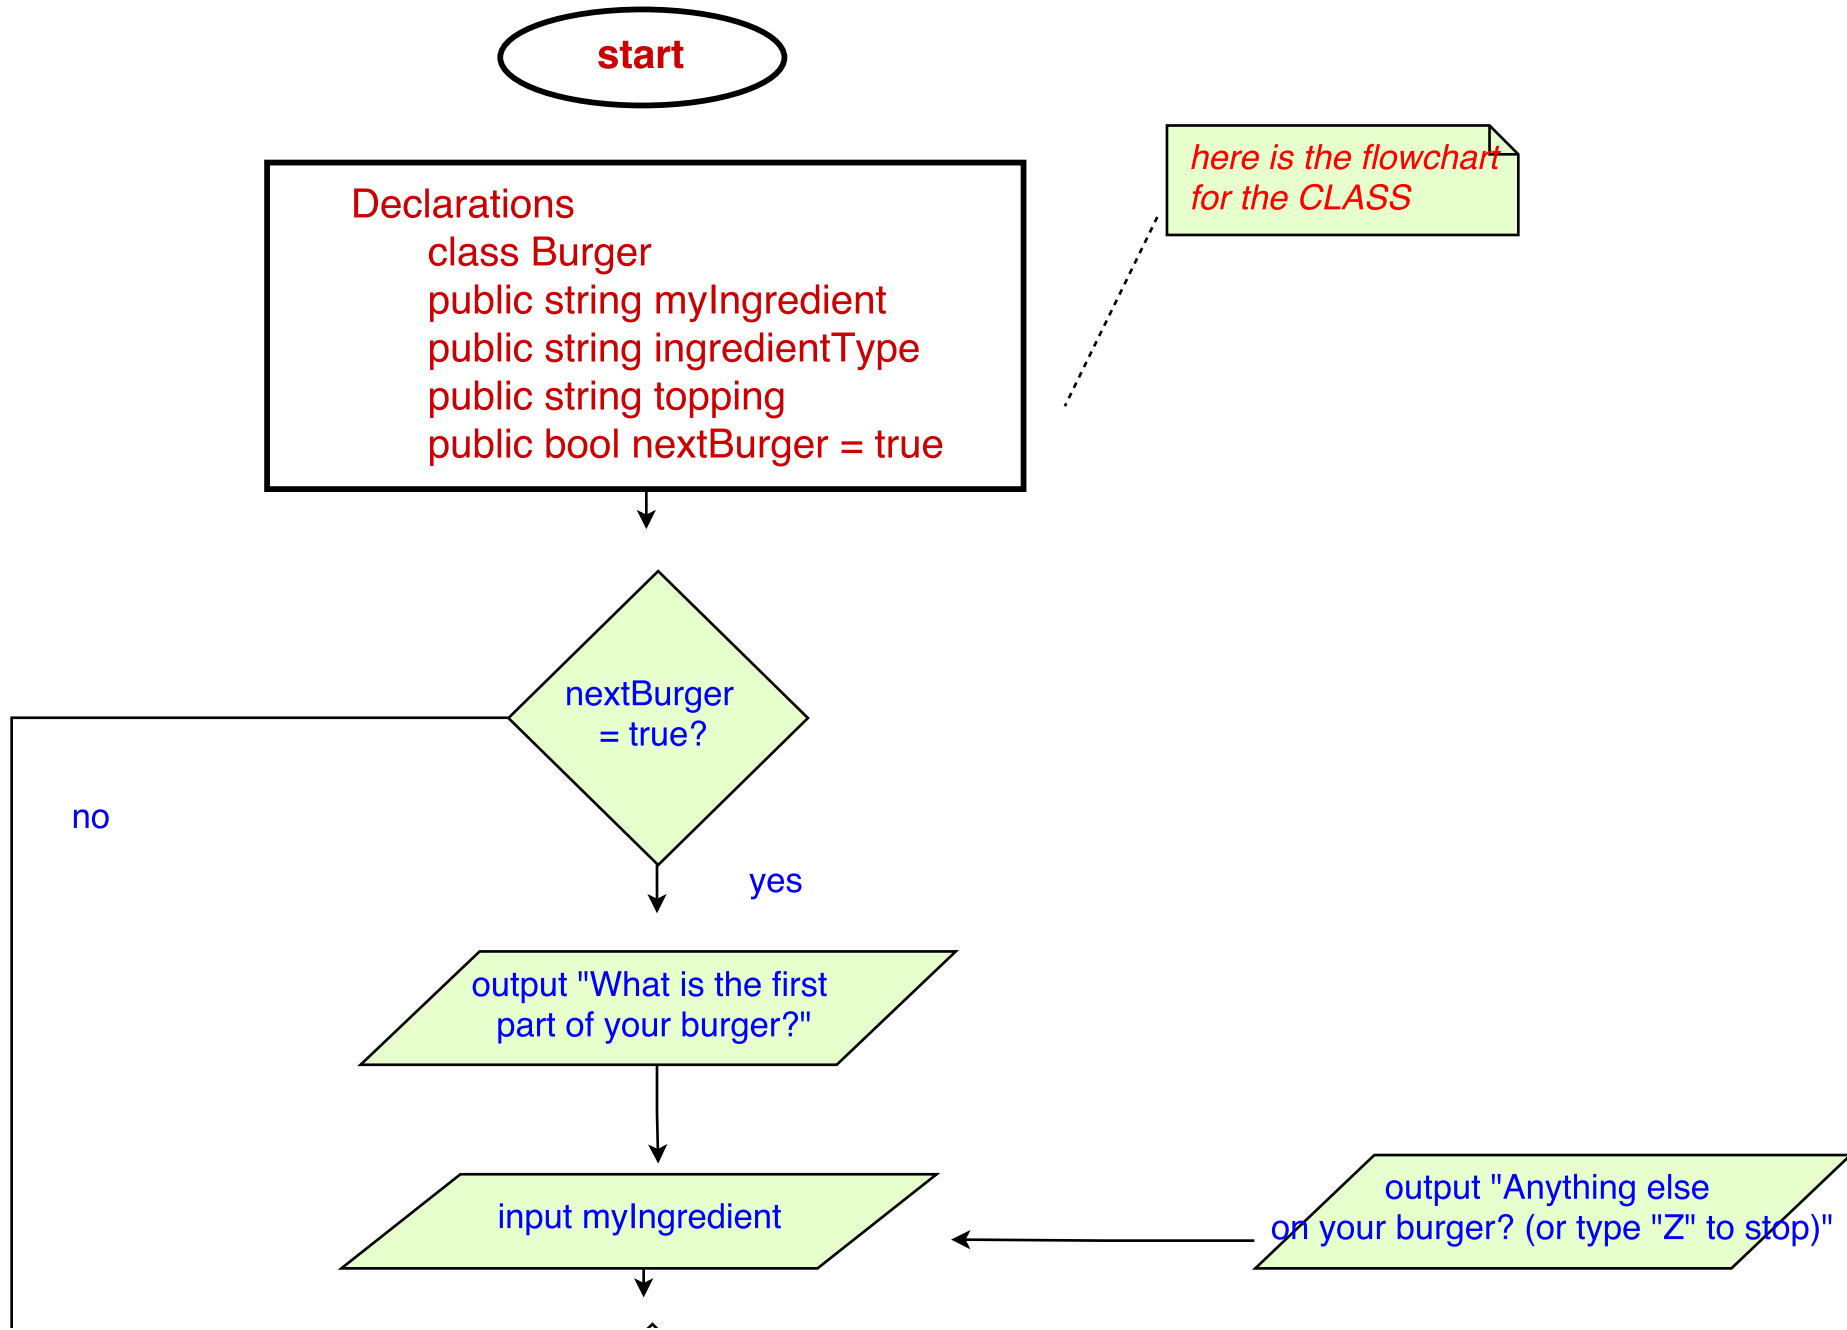 start
here is the flowchart
for the CLASS
Declarations
class Burger
public string myIngredient
public string ingredientType
public string topping
public bool nextBurger = true
nextBurger
= true?
no
yes
output "What is the first
part of your burger?"
input myIngredient
output "Anything else
on your burger? (or type "Z" to stop)"